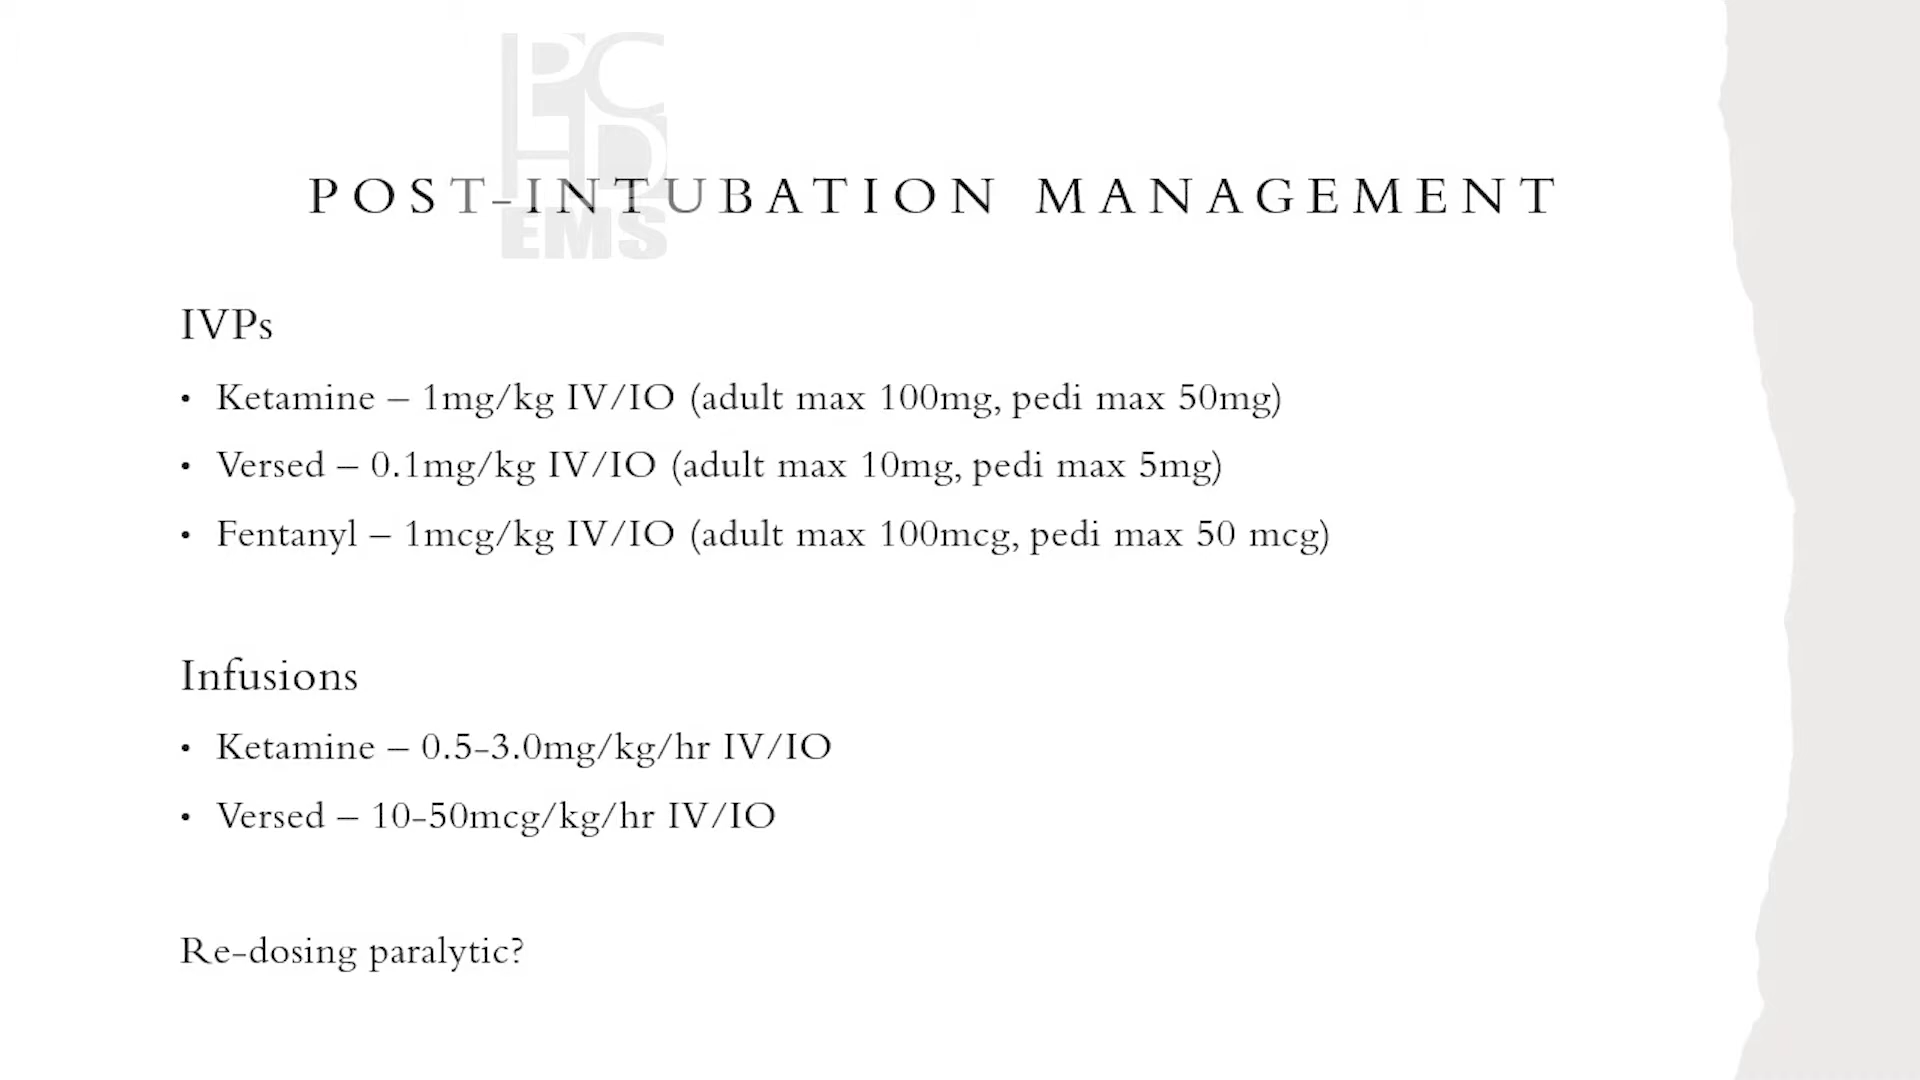 PCHD
EMS
POST-INTUBATION MANAGEMENT
IVPs
• Ketamine – 1mg/kg IV/IO (adult max 100mg, pedi max 50mg)
• Versed – 0.1mg/kg IV/IO (adult max 10mg, pedi max 5mg)
• Fentanyl – 1mcg/kg IV/IO (adult max 100mcg, pedi max 50 mcg)
Infusions
• Ketamine – 0.5-3.0mg/kg/hr IV/IO
• Versed – 10-50mcg/kg/hr IV/IO
Re-dosing paralytic?